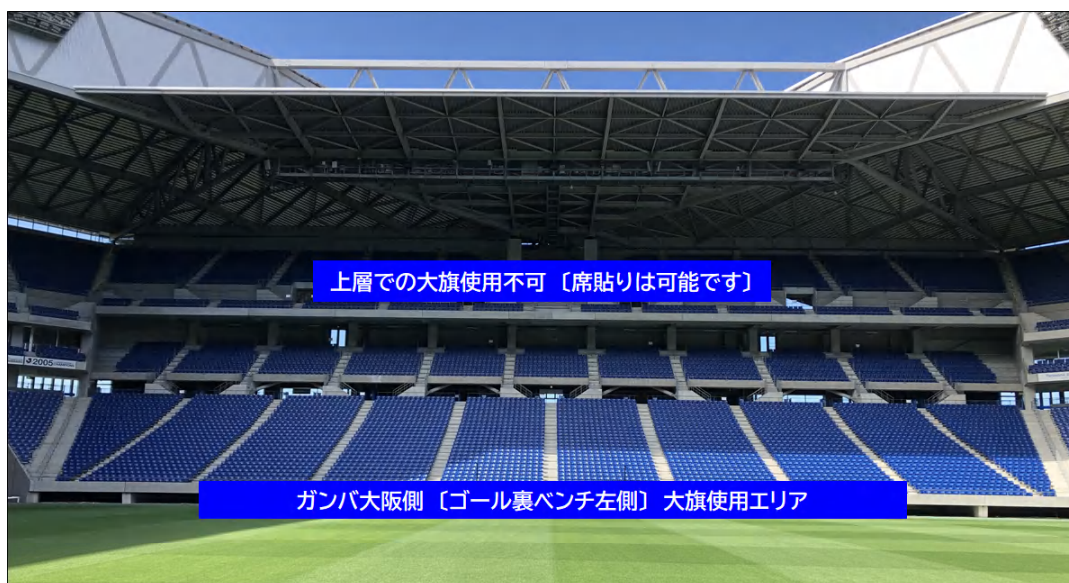 上層での大旗使用不可〔席貼りは可能です〕
2005
ガンバ大阪側〔ゴール裏ベンチ左側〕大旗使用エリア